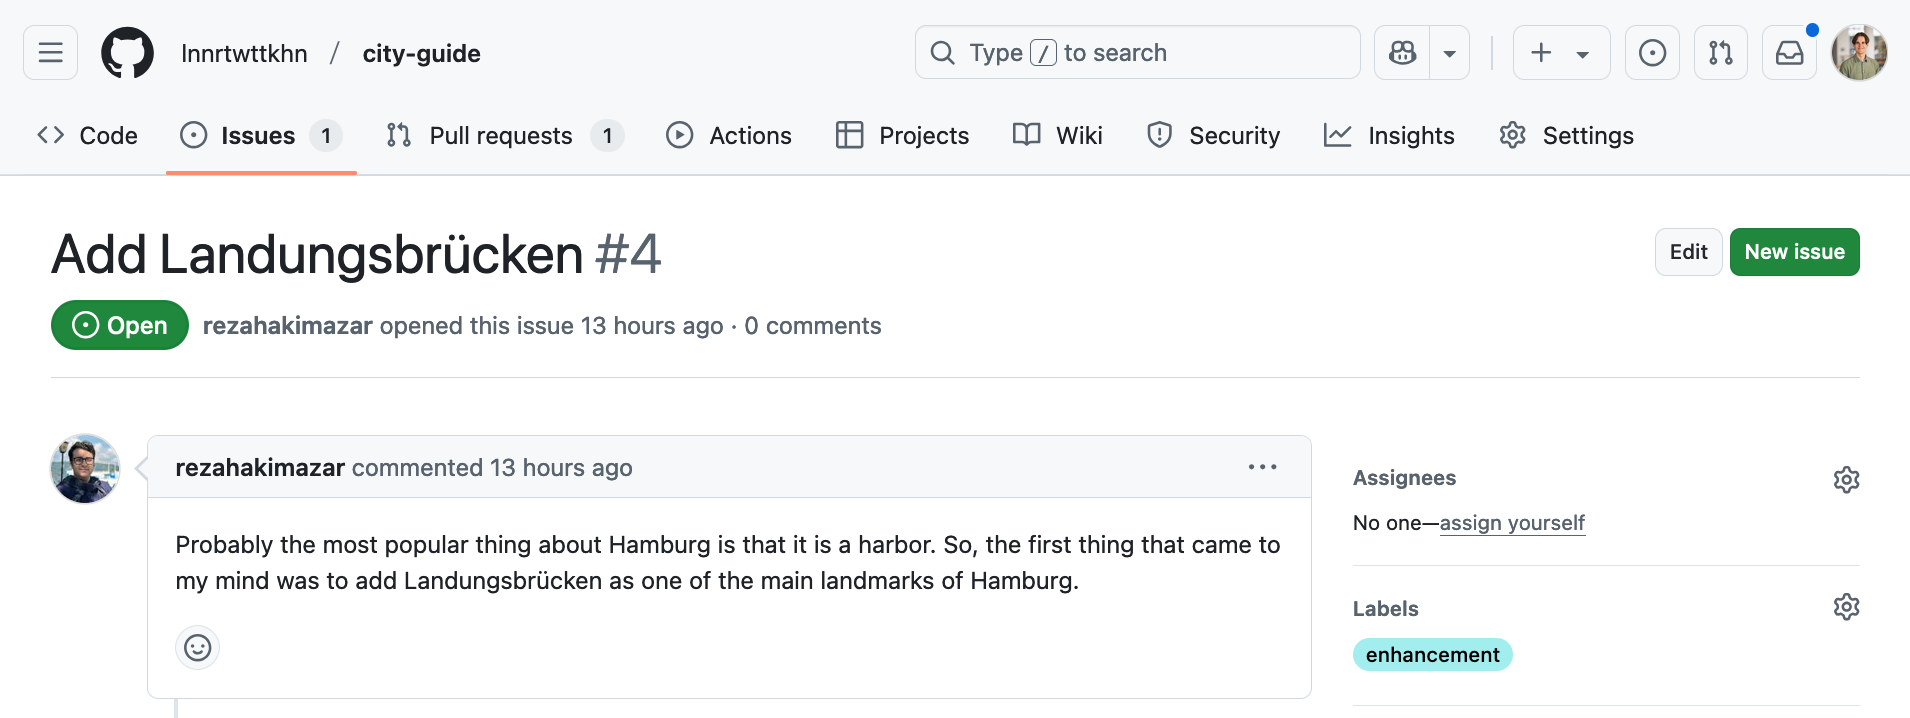 lnnrtwttkhn / city-guide
Type / to search
Code
Issues 1
Pull requests 1
Actions
Projects
Wiki
Security
Insights
Settings
Add Landungsbrücken #4
Edit
New issue
Open
rezahakimazar opened this issue 13 hours ago · 0 comments
rezahakimazar commented 13 hours ago
Probably the most popular thing about Hamburg is that it is a harbor. So, the first thing that came to
my mind was to add Landungsbrücken as one of the main landmarks of Hamburg.
Assignees
No one—assign yourself
Labels
enhancement